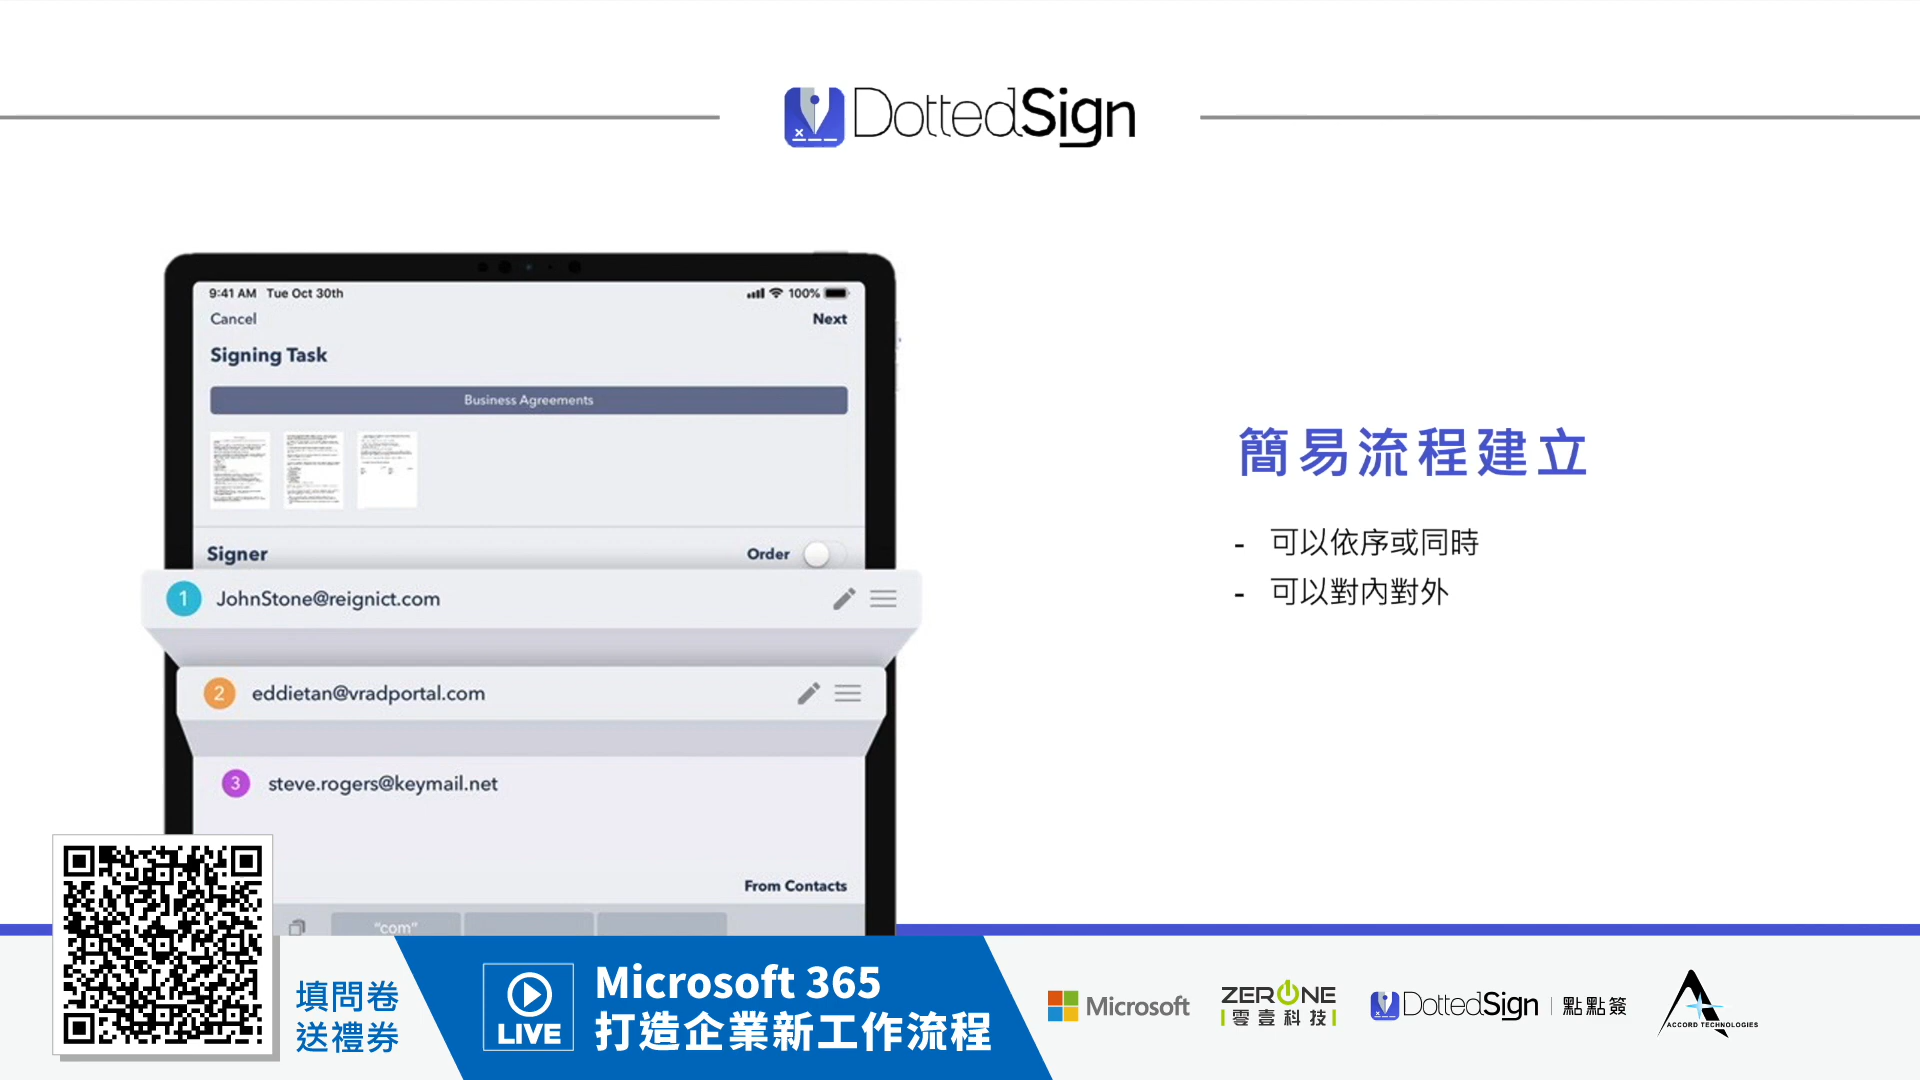 DottedSign
9:41 AM Tue Oct 30th
100%
Cancel
Next
Signing Task
Business Agreements
Signer
Order
1 JohnStone@reignict.com
2 eddietan@vradportal.com
3 steve.rogers@keymail.net
From Contacts
“com”
簡易流程建立
- 可以依序或同時
- 可以對內對外
填問卷
送禮券
LIVE
Microsoft 365
打造企業新工作流程
Microsoft
ZERONE
零壹科技
DottedSign | 點點簽
ACCORD TECHNOLOGIES